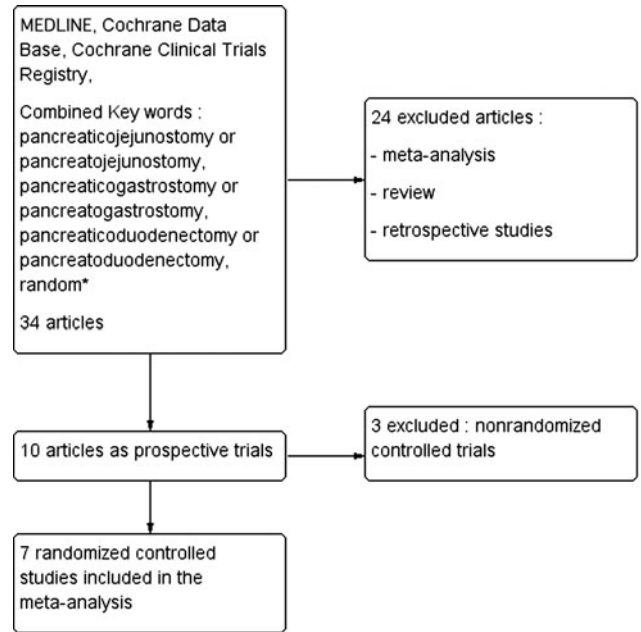 MEDLINE, Cochrane Data
Base, Cochrane Clinical Trials
Registry,
Combined Key words :
pancreaticojejunostomy or
pancreatojejunostomy,
pancreaticogastrostomy or
pancreatogastrostomy,
pancreaticoduodenectomy or
pancreatoduodenectomy,
random*
34 articles
24 excluded articles :
- meta-analysis
- review
- retrospective studies
10 articles as prospective trials
3 excluded : nonrandomized
controlled trials
7 randomized controlled
studies included in the
meta-analysis